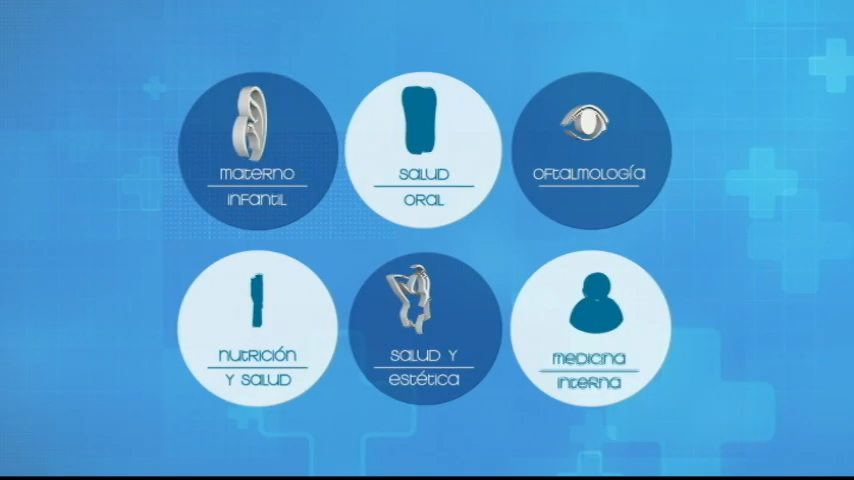 materno
infantil
salud
oral
oftalmología
nutrición
y salud
salud y
estética
medicina
interna